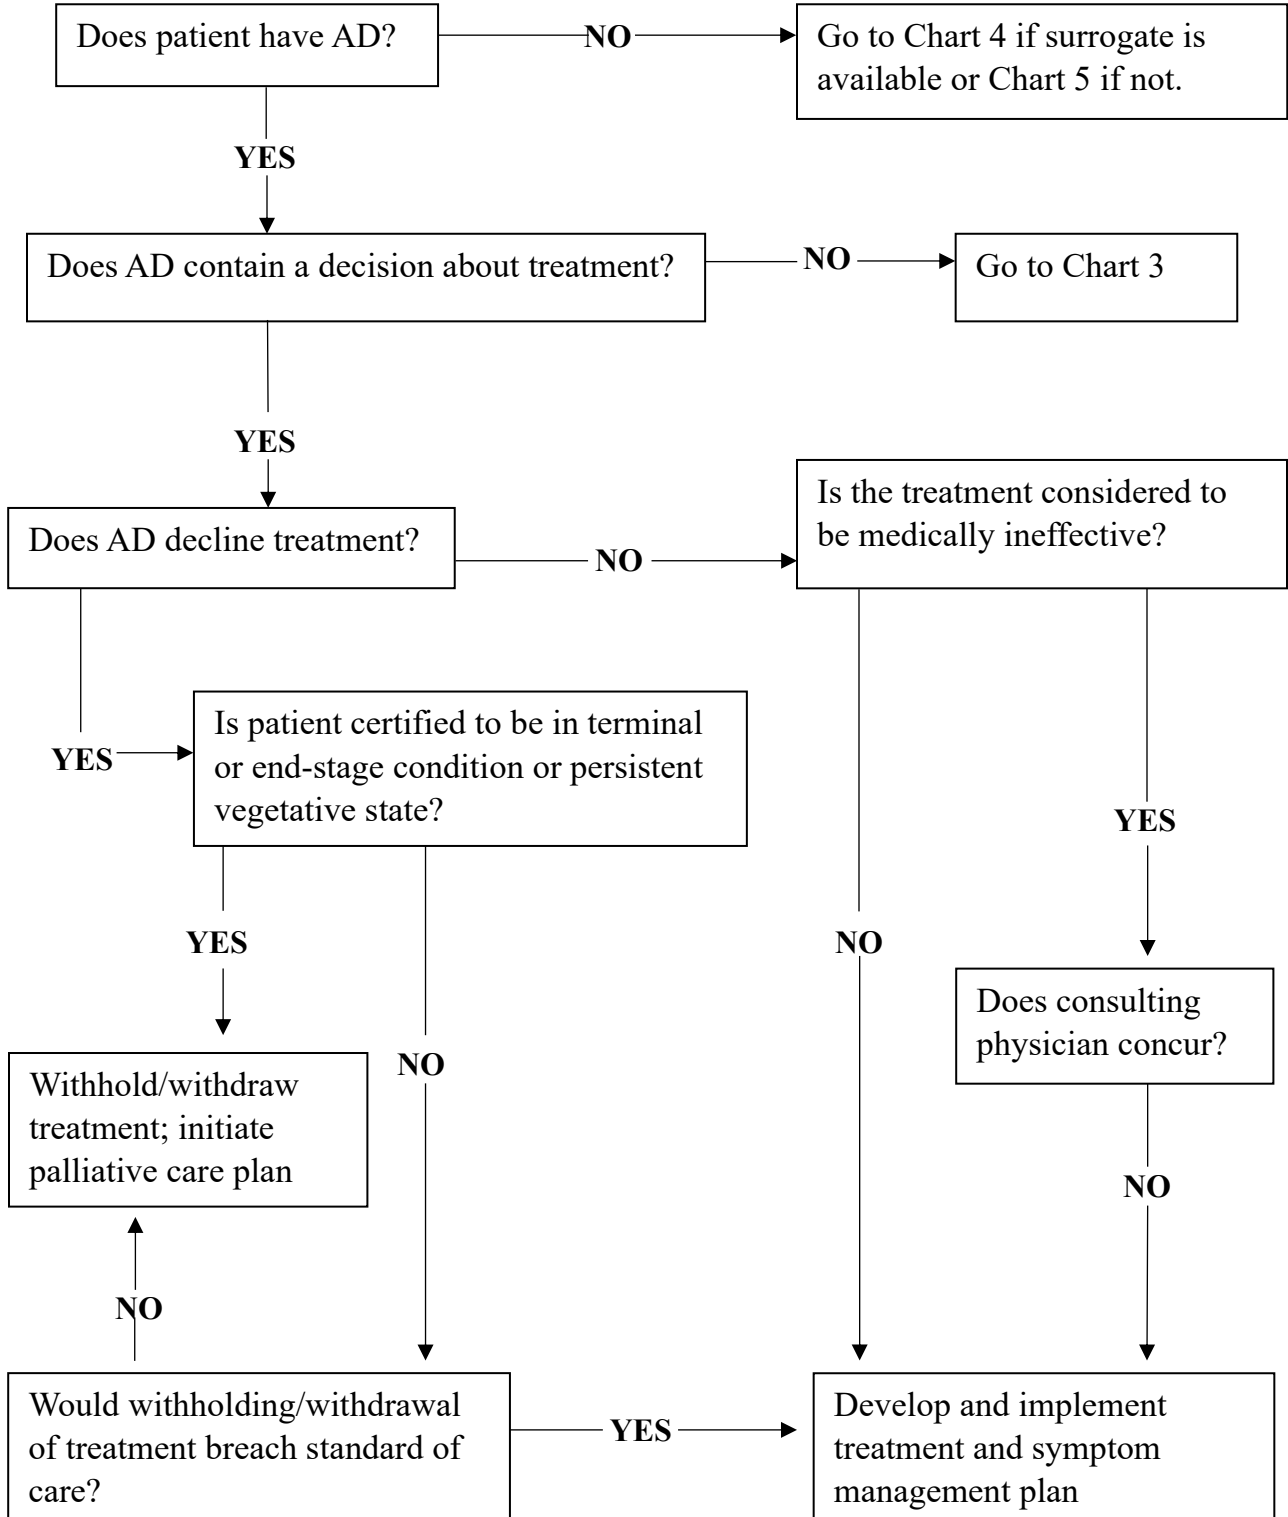 Does patient have AD?
NO
Go to Chart 4 if surrogate is
available or Chart 5 if not.
YES
Does AD contain a decision about treatment?
NO
Go to Chart 3
YES
Does AD decline treatment?
NO
Is the treatment considered to
be medically ineffective?
YES
Is patient certified to be in terminal
or end-stage condition or persistent
vegetative state?
YES
NO
NO
YES
Does consulting
physician concur?
NO
Withhold/withdraw
treatment; initiate
palliative care plan
NO
Would withholding/withdrawal
of treatment breach standard of
care?
YES
Develop and implement
treatment and symptom
management plan